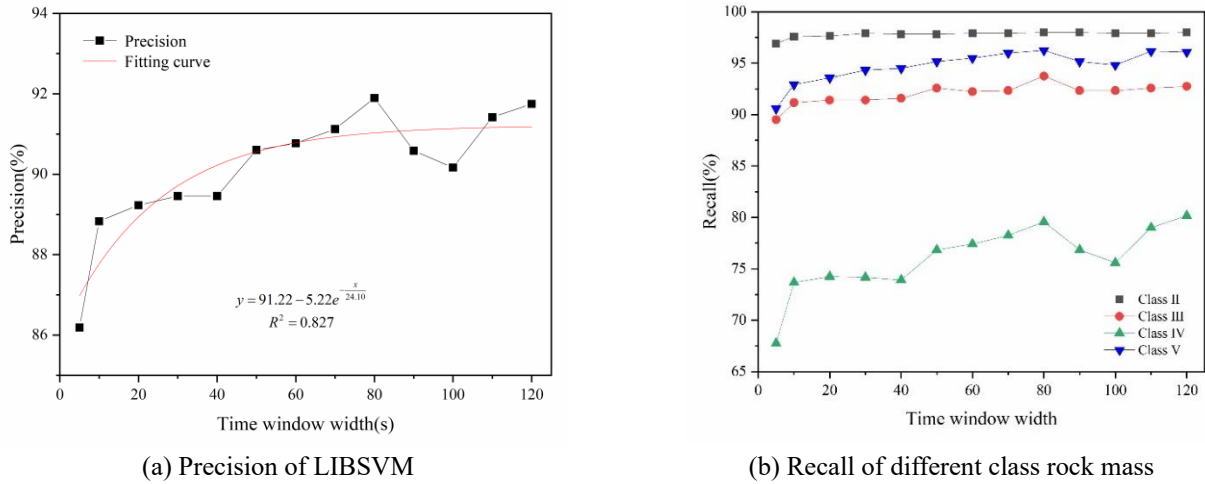 94
92
90
88
86
Precision(%)
Precision
Fitting curve
y = 91.22 − 5.22e^{-\frac{x}{24.10}}
R² = 0.827
0 20 40 60 80 100 120
Time window width(s)
(a) Precision of LIBSVM
100
95
90
85
80
75
70
65
Recall(%)
Class II
Class III
Class IV
Class V
0 20 40 60 80 100 120
Time window width
(b) Recall of different class rock mass